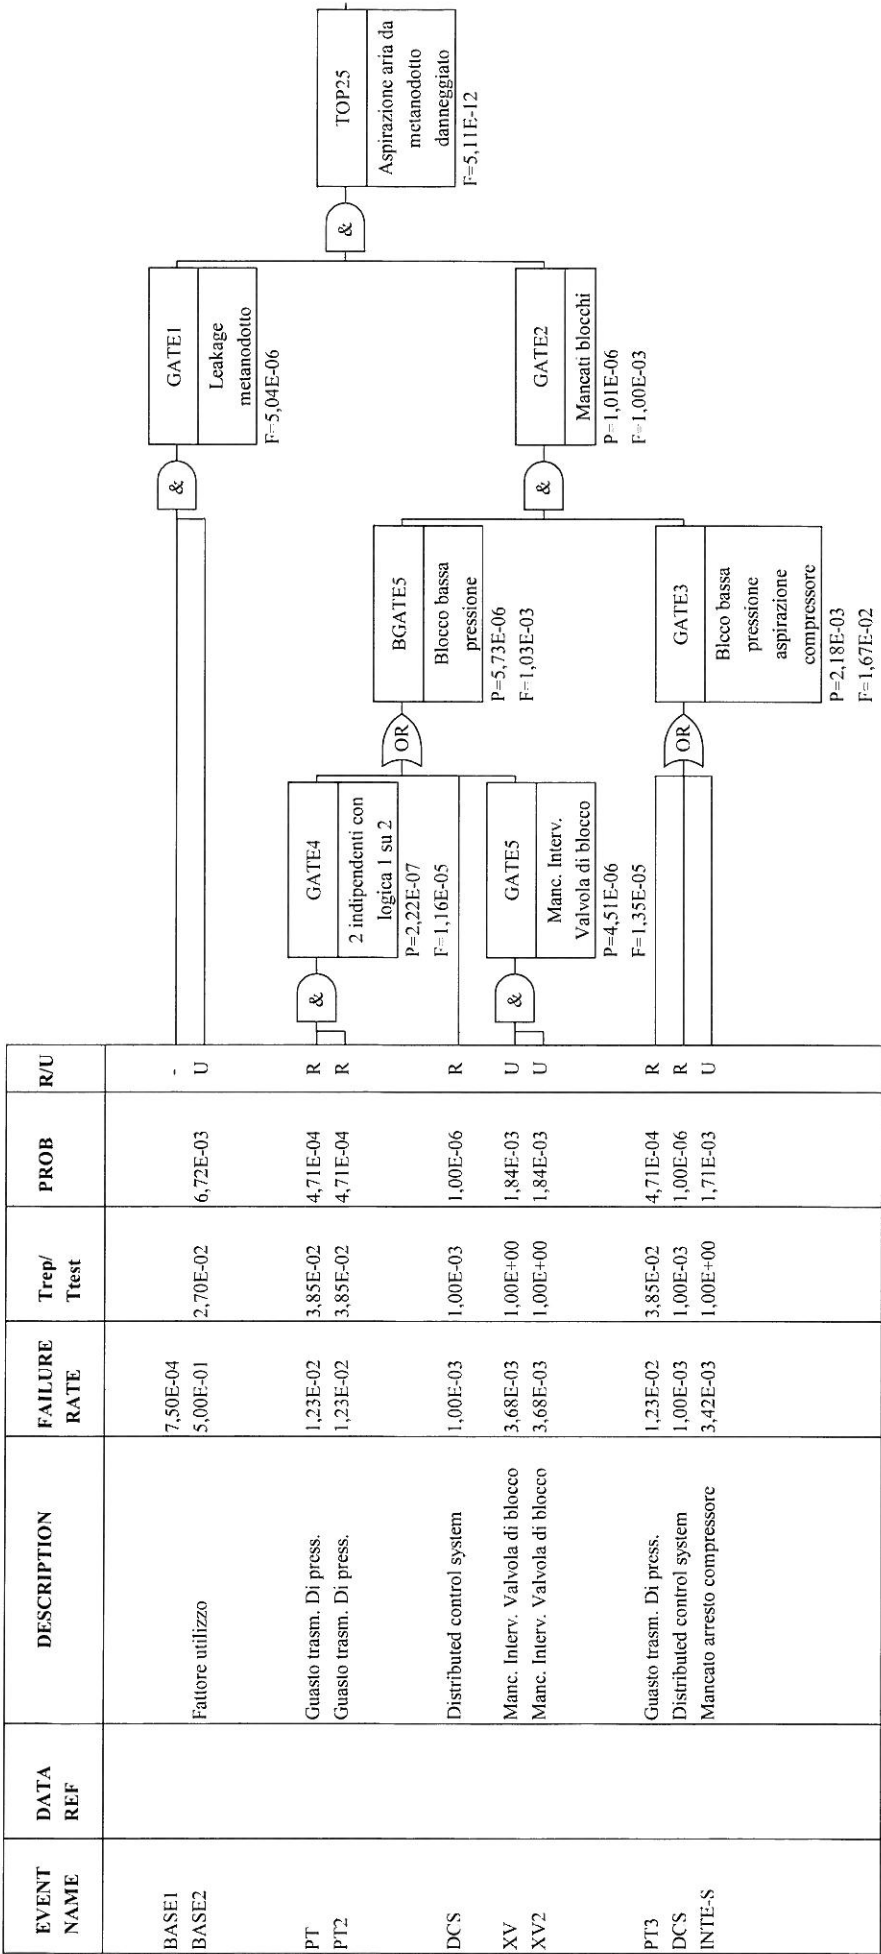 EVENT NAME
DATA REF
DESCRIPTION
FAILURE RATE
Trep/ Ttest
PROB
R/U
BASE1 7,50E-04 -
BASE2 Fattore utilizzo 5,00E-01 2,70E-02 6,72E-03 U
PT Guasto trasm. Di press. 1,23E-02 3,85E-02 4,71E-04 R
PT2 Guasto trasm. Di press. 1,23E-02 3,85E-02 4,71E-04 R
DCS Distributed control system 1,00E-03 1,00E-03 1,00E-06 R
XV Manc. Interv. Valvola di blocco 3,68E-03 1,00E+00 1,84E-03 U
XV2 Manc. Interv. Valvola di blocco 3,68E-03 1,00E+00 1,84E-03 U
PT3 Guasto trasm. Di press. 1,23E-02 3,85E-02 4,71E-04 R
DCS Distributed control system 1,00E-03 1,00E-03 1,00E-06 R
INTE-S Mancato arresto compressore 3,42E-03 1,00E+00 1,71E-03 U
&
GATE4
2 indipendenti con
logica 1 su 2
P=2,22E-07
F=1,16E-05
&
GATE5
Manc. Interv.
Valvola di blocco
P=4,51E-06
F=1,35E-05
OR
BGATE5
Blocco bassa
pressione
P=5,73E-06
F=1,03E-03
OR
GATE3
Blcco bassa
pressione
aspirazione
compressore
P=2,18E-03
F=1,67E-02
&
GATE1
Leakage
metanodotto
F=5,04E-06
&
GATE2
Mancati blocchi
P=1,01E-06
F=1,00E-03
&
TOP25
Aspirazione aria da
metanodotto
danneggiato
F=5,11E-12